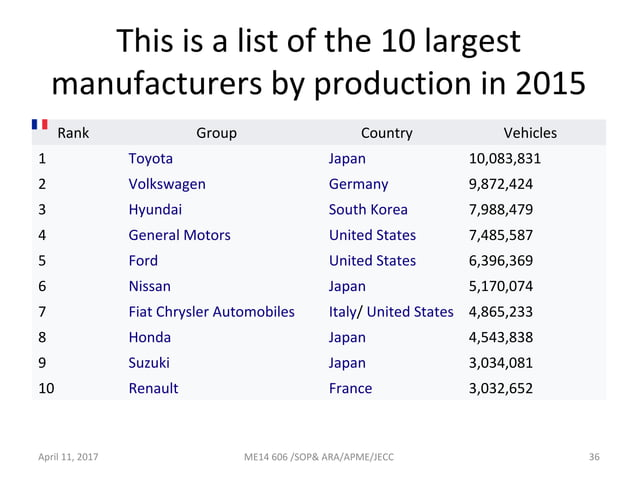 This is a list of the 10 largest
manufacturers by production in 2015
Rank Group Country Vehicles
1 Toyota Japan 10,083,831
2 Volkswagen Germany 9,872,424
3 Hyundai South Korea 7,988,479
4 General Motors United States 7,485,587
5 Ford United States 6,396,369
6 Nissan Japan 5,170,074
7 Fiat Chrysler Automobiles Italy/ United States 4,865,233
8 Honda Japan 4,543,838
9 Suzuki Japan 3,034,081
10 Renault France 3,032,652
April 11, 2017 ME14 606 /SOP& ARA/APME/JECC 36